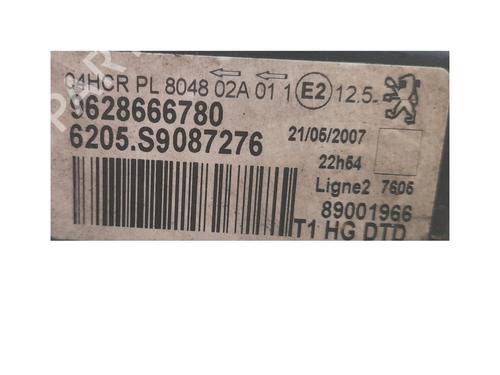 04HCR PL 8048 02A 01 1 E2 12.5
9628666780
6205.S9087276
21/05/2007
22h54
Ligne2 7605
89001966
T1 HG DTD